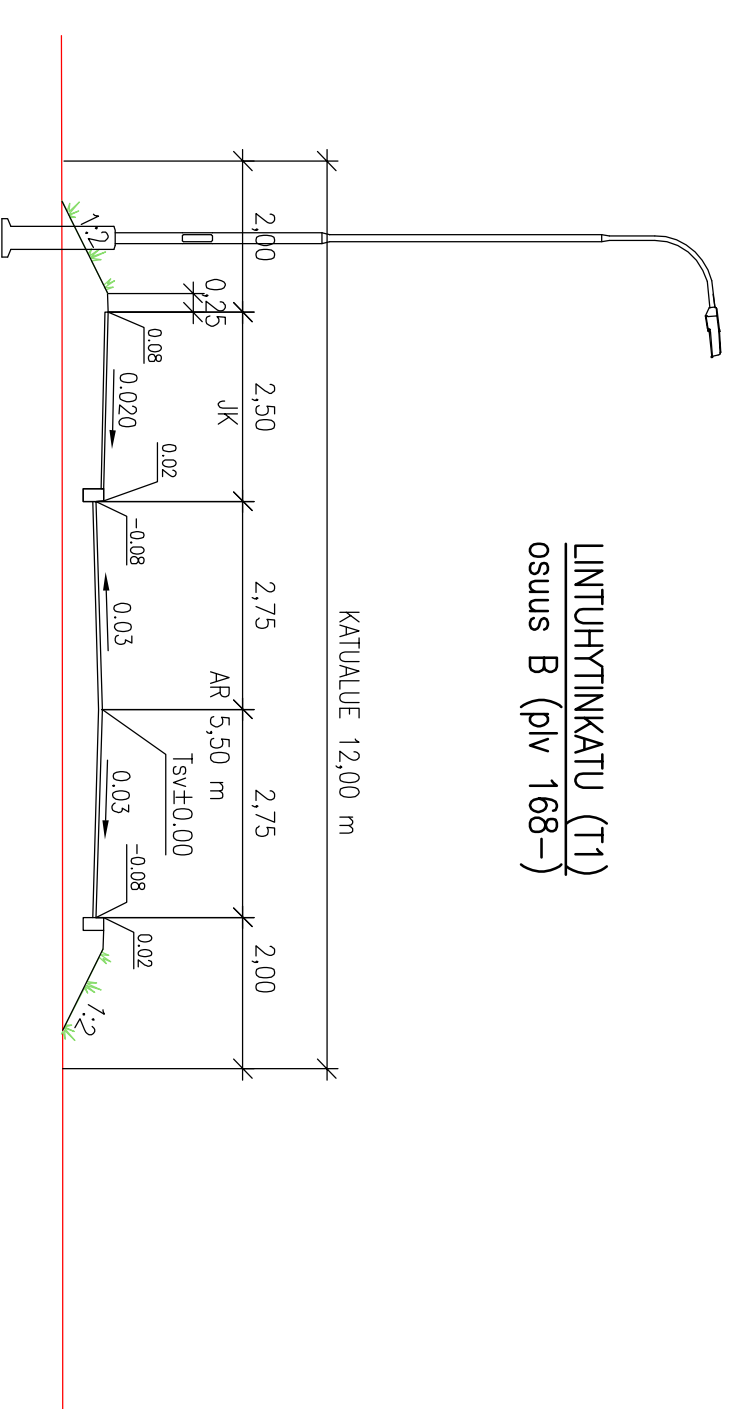 LINTUHYTINKATU (T1)
osuus B (plv 168-)
KATUALUE 12,00 m
2,00
2,50
2,75
2,75
2,00
JK
AR 5,50 m
0,25
Tsv±0.00
0.08
0.02
-0.08
-0.08
0.02
0.020
0.03
0.03
1:2
1:2